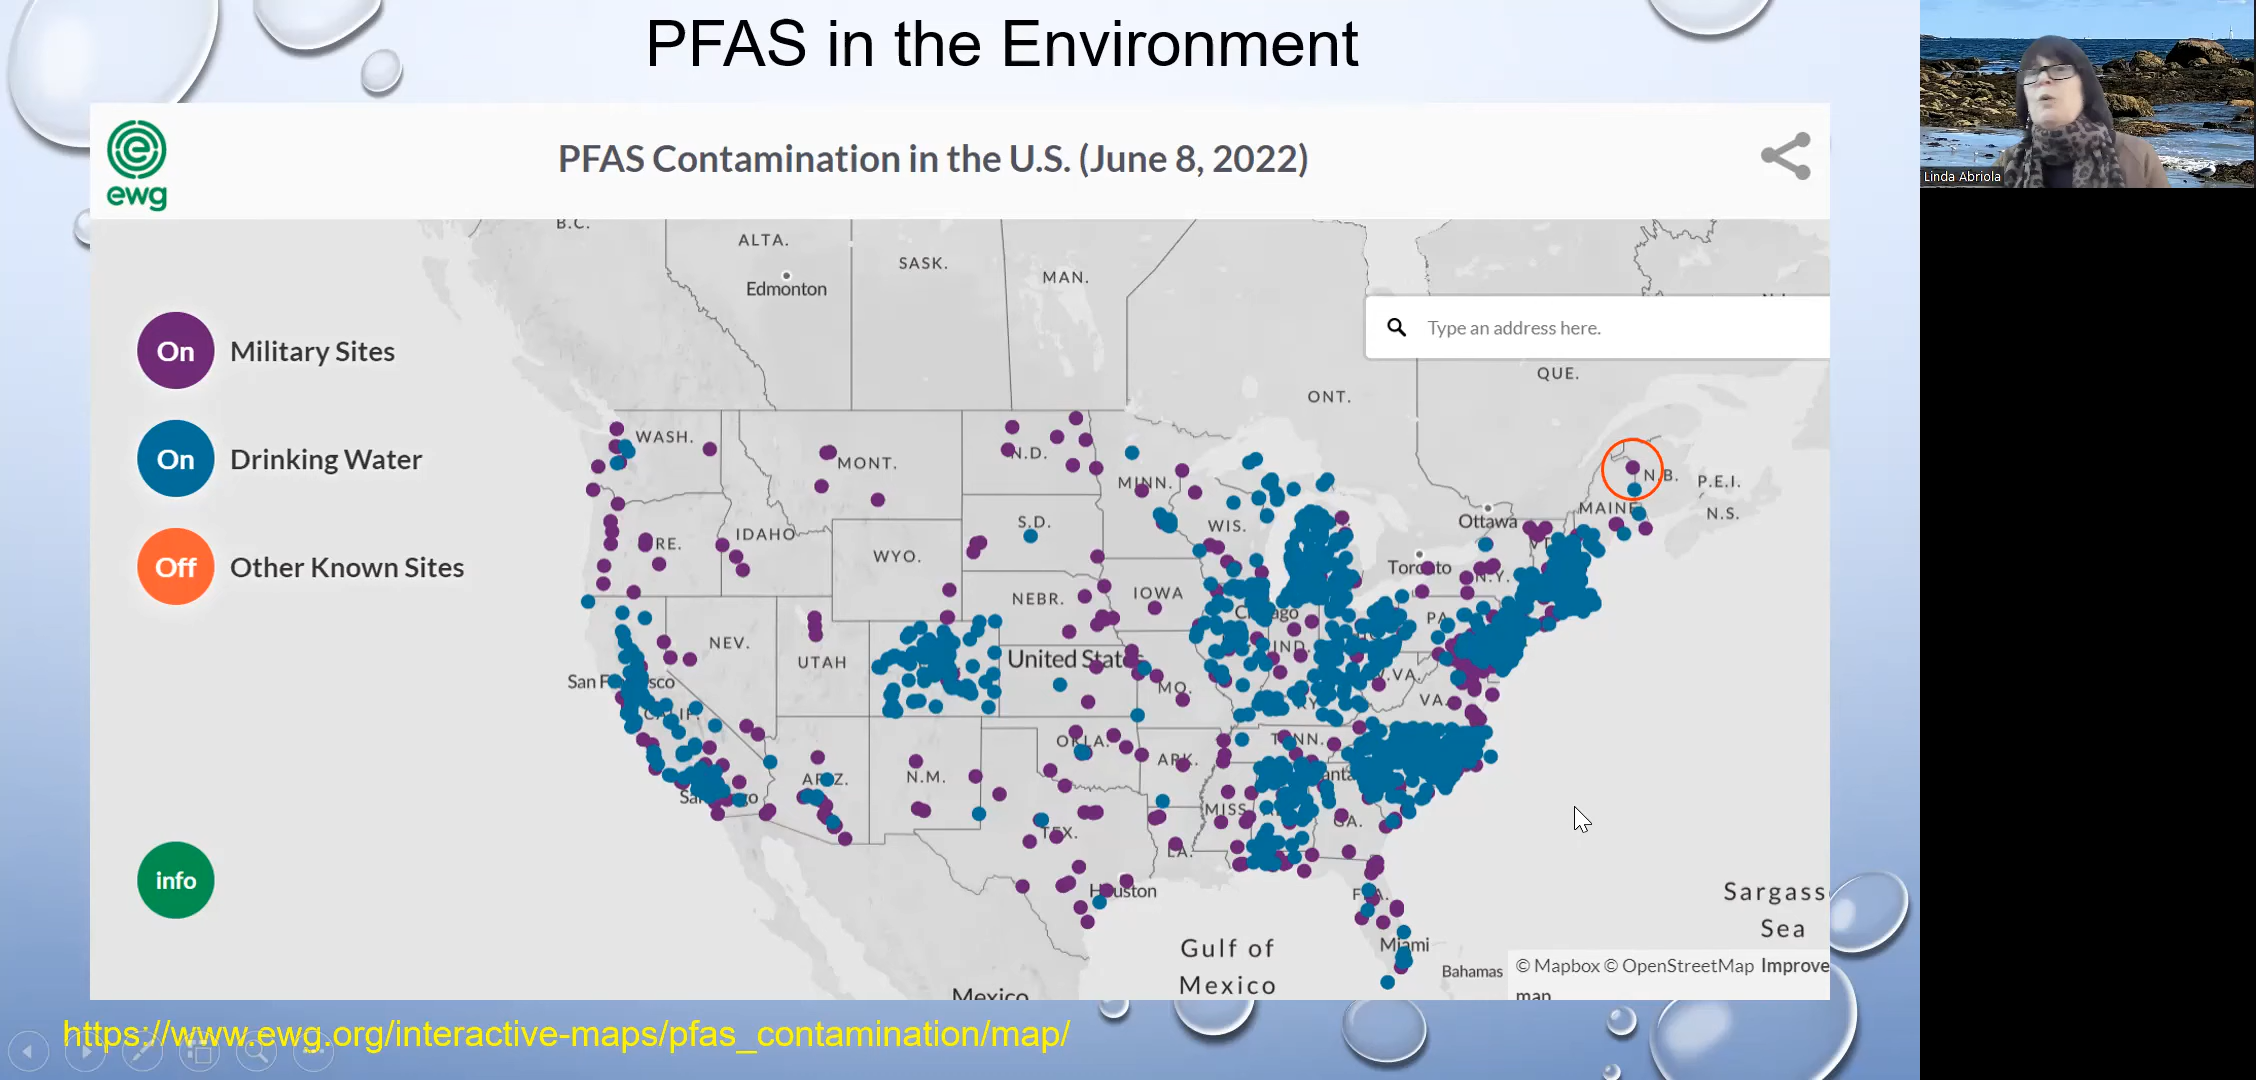 PFAS in the Environment
ewg
PFAS Contamination in the U.S. (June 8, 2022)
Linda Abriola
B.C.
ALTA.
Edmonton
SASK.
MAN.
Type an address here.
On
Military Sites
QUE.
ONT.
On
Drinking Water
WASH.
MONT.
N.D.
MINN.
N.B.
P.E.I.
MAINE
N.S.
Ottawa
S.D.
WIS.
IDAHO
WYO.
Off
Other Known Sites
Toronto
N.Y.
NEBR.
IOWA
PA.
NEV.
UTAH
IND.
United States
MO.
VA.
OKLA.
TENN.
ARIZ.
N.M.
ARK.
MISS.
GA.
TEX.
LA.
info
Houston
FLA.
Miami
Bahamas
Gulf of
Mexico
Sargass
Sea
© Mapbox © OpenStreetMap Improve
map
Mexico
https://www.ewg.org/interactive-maps/pfas_contamination/map/